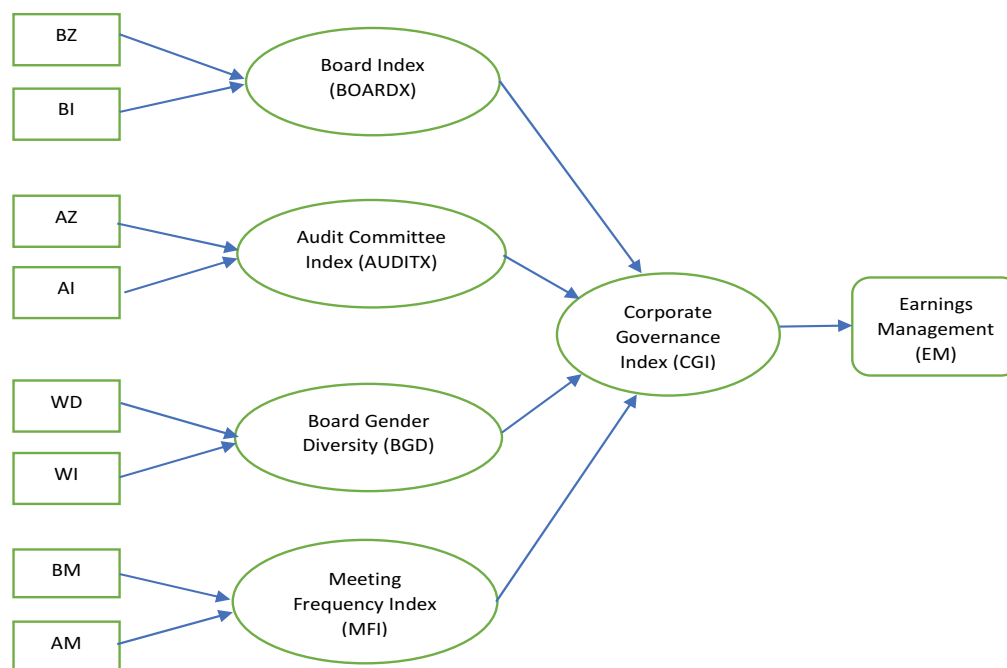 BZ
BI
Board Index
(BOARDX)
AZ
AI
Audit Committee
Index (AUDITX)
WD
WI
Board Gender
Diversity (BGD)
BM
AM
Meeting
Frequency Index
(MFI)
Corporate
Governance
Index (CGI)
Earnings
Management
(EM)